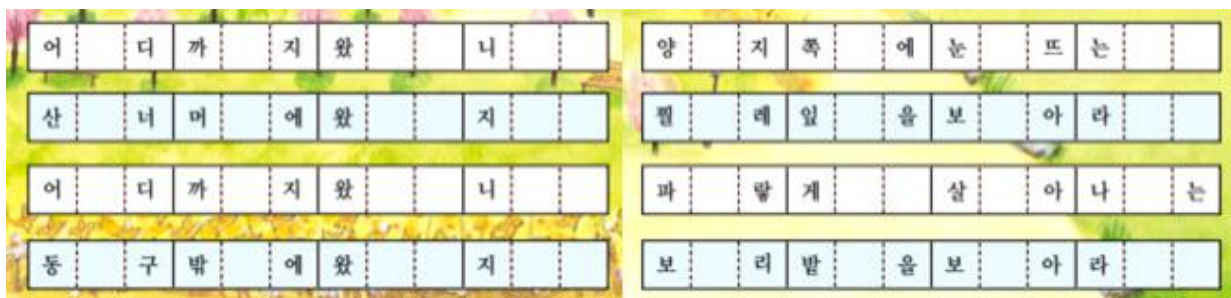 어디까지왔니
산너머에왔지
어디까지왔니
동구밖에왔지
양지쪽에눈뜨는
찔레잎을보아라
파랗게살아나는
보리밭을보아라